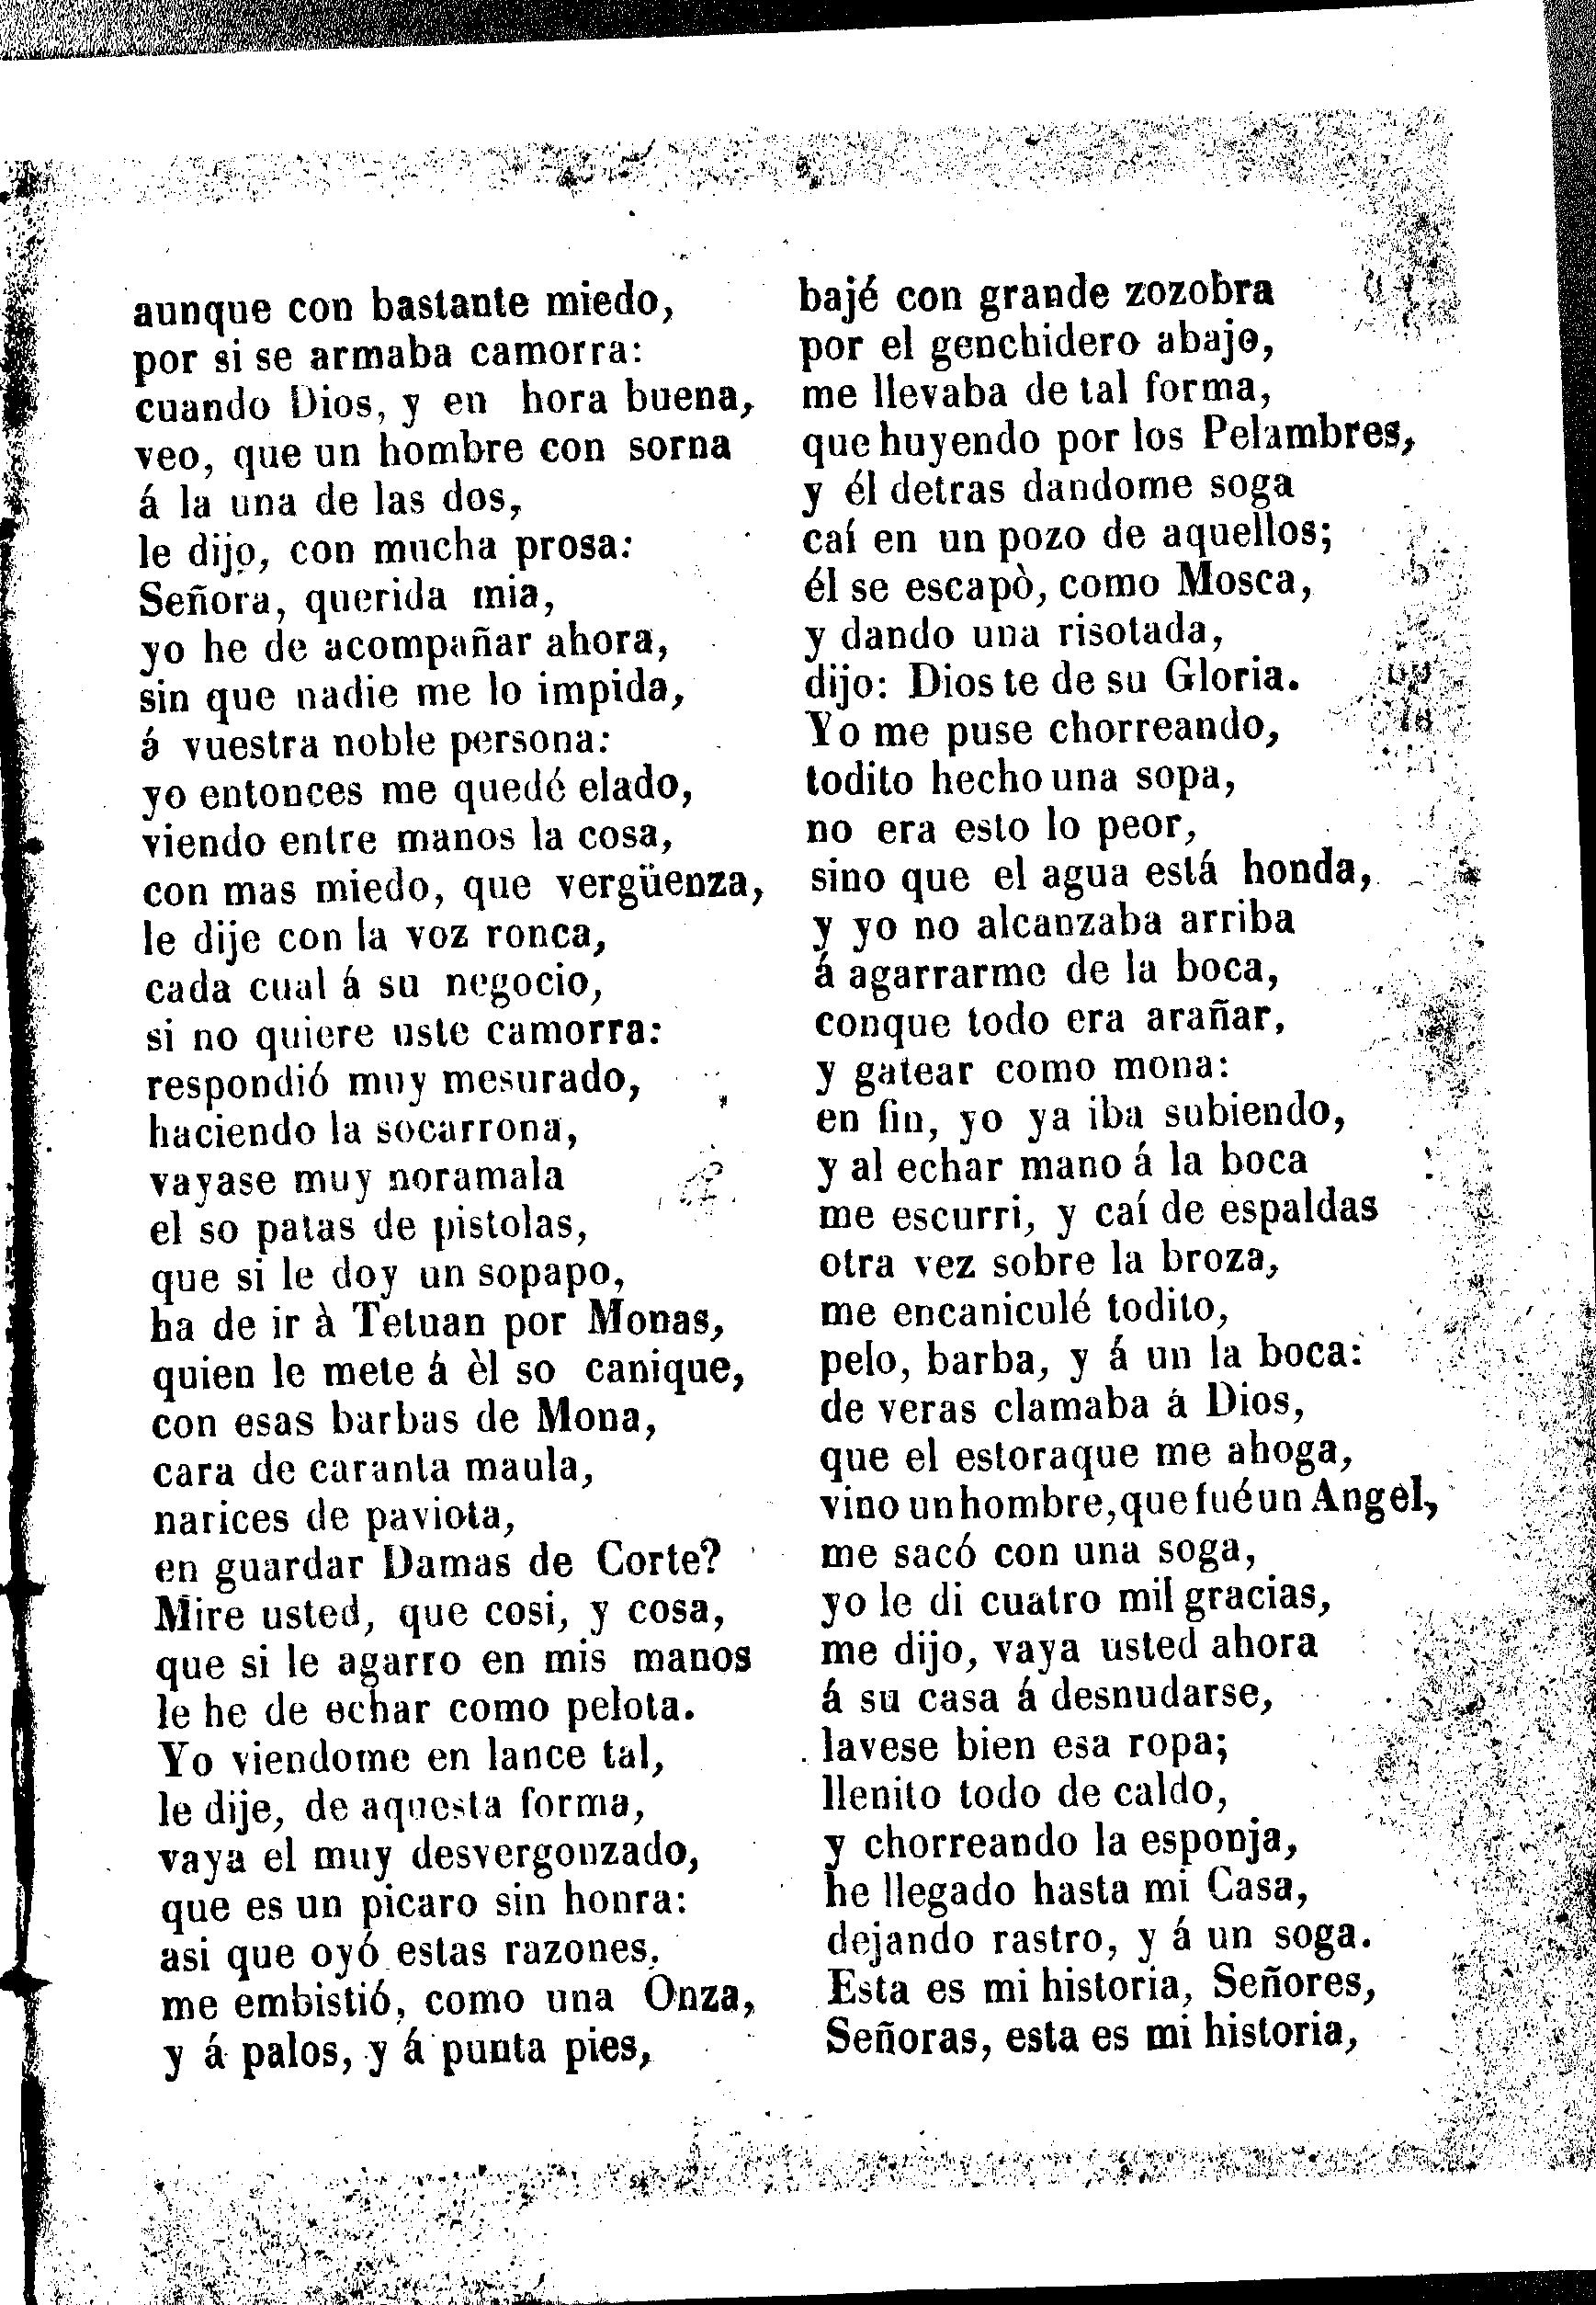 aunque con bastante miedo,
por si se armaba camorra:
cuando Dios, y en hora buena,
veo, que un hombre con sorna
á la una de las dos,
le dijo, con mucha prosa:
Señora, querida mia,
yo he de acompañar ahora,
sin que nadie me lo impida,
á vuestra noble persona:
yo entonces me quedé elado,
viendo entre manos la cosa,
con mas miedo, que vergüenza,
le dije con la voz ronca,
cada cual á su negocio,
si no quiere uste camorra:
respondió muy mesurado,
haciendo la socarrona,
vayase muy noramala
el so patas de pistolas,
que si le doy un sopapo,
ha de ir à Tetuan por Monas,
quien le mete á èl so canique,
con esas barbas de Mona,
cara de caranta maula,
narices de paviota,
en guardar Damas de Corte?
Mire usted, que cosi, y cosa,
que si le agarro en mis manos
le he de echar como pelota.
Yo viendome en lance tal,
le dije, de aquesta forma,
vaya el muy desvergonzado,
que es un picaro sin honra:
asi que oyó estas razones,
me embistió, como una Onza,
y á palos, y á punta pies,
bajé con grande zozobra
por el genchidero abajo,
me llevaba de tal forma,
que huyendo por los Pelambres,
y él detras dandome soga
caí en un pozo de aquellos;
él se escapò, como Mosca,
y dando una risotada,
dijo: Dios te de su Gloria.
Yo me puse chorreando,
todito hecho una sopa,
no era esto lo peor,
sino que el agua está honda,
y yo no alcanzaba arriba
á agarrarme de la boca,
conque todo era arañar,
y gatear como mona:
en fin, yo ya iba subiendo,
y al echar mano á la boca
me escurri, y caí de espaldas
otra vez sobre la broza,
me encaniculé todito,
pelo, barba, y á un la boca:
de veras clamaba á Dios,
que el estoraque me ahoga,
vino un hombre, que fué un Angel,
me sacó con una soga,
yo le di cuatro mil gracias,
me dijo, vaya usted ahora
á su casa á desnudarse,
lavese bien esa ropa;
llenito todo de caldo,
y chorreando la esponja,
he llegado hasta mi Casa,
dejando rastro, y á un soga.
Esta es mi historia, Señores,
Señoras, esta es mi historia,